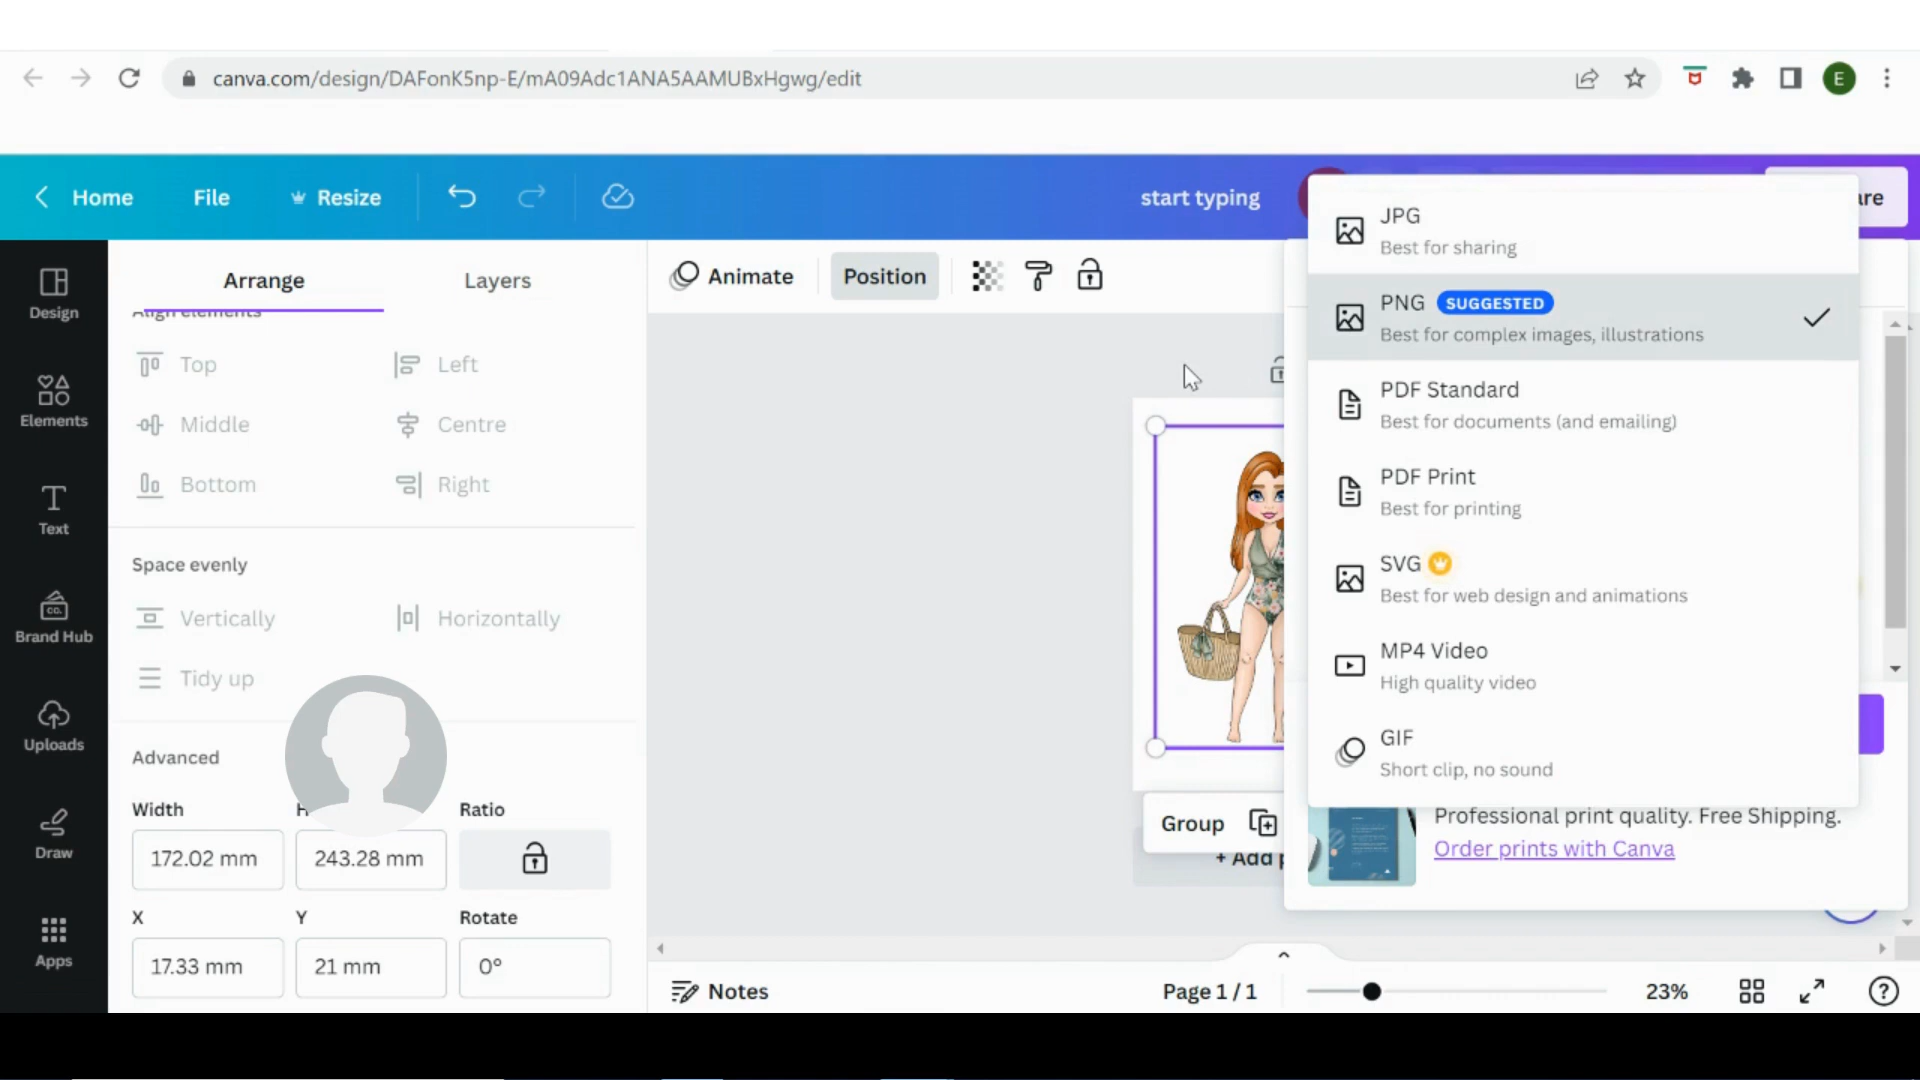 canva.com/design/DAFonK5np-E/mA09Adc1ANA5AAMUBxHgwg/edit
E
Home
File
Resize
start typing
Design
Elements
Text
CO.
Brand Hub
Uploads
Draw
Apps
Arrange
Layers
Align elements
Top
Left
Middle
Centre
Bottom
Right
Space evenly
Vertically
Horizontally
Tidy up
Advanced
Width
Ratio
172.02 mm
243.28 mm
X
Y
Rotate
17.33 mm
21 mm
0°
Animate
Position
Group
+ Add
Notes
Page 1 / 1
23%
JPG
Best for sharing
PNG SUGGESTED
Best for complex images, illustrations
PDF Standard
Best for documents (and emailing)
PDF Print
Best for printing
SVG
Best for web design and animations
MP4 Video
High quality video
GIF
Short clip, no sound
Professional print quality. Free Shipping.
Order prints with Canva